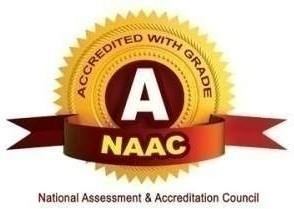 ACCREDITED WITH GRADE
A
NAAC
National Assessment & Accreditation Council